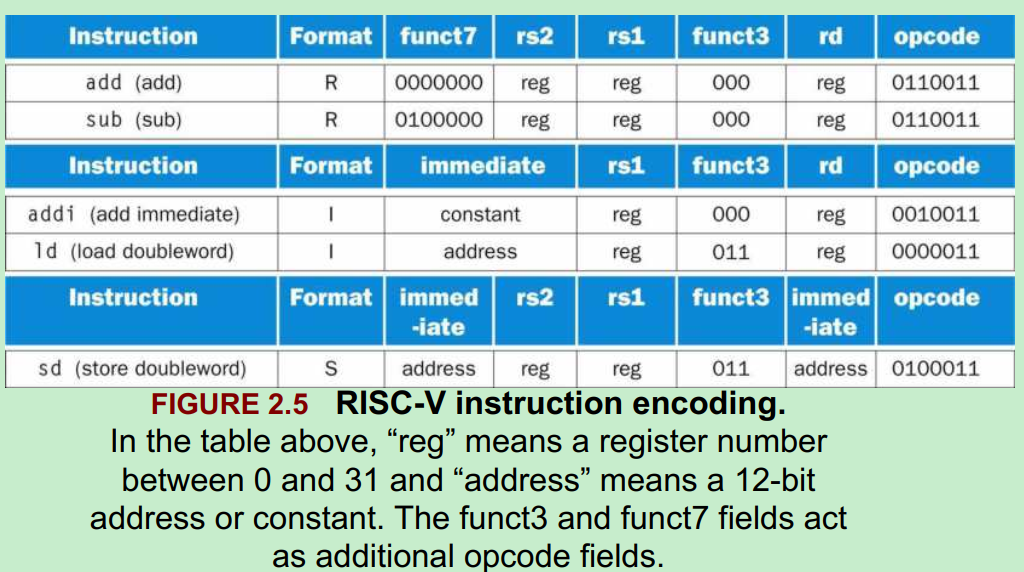 Instruction Format funct7 rs2 rs1 funct3 rd opcode
add (add) R 0000000 reg reg 000 reg 0110011
sub (sub) R 0100000 reg reg 000 reg 0110011
Instruction Format immediate rs1 funct3 rd opcode
addi (add immediate) I constant reg 000 reg 0010011
ld (load doubleword) I address reg 011 reg 0000011
Instruction Format immed rs2 rs1 funct3 immed opcode
-iate -iate
sd (store doubleword) S address reg reg 011 address 0100011
FIGURE 2.5 RISC-V instruction encoding.
In the table above, “reg” means a register number
between 0 and 31 and “address” means a 12-bit
address or constant. The funct3 and funct7 fields act
as additional opcode fields.